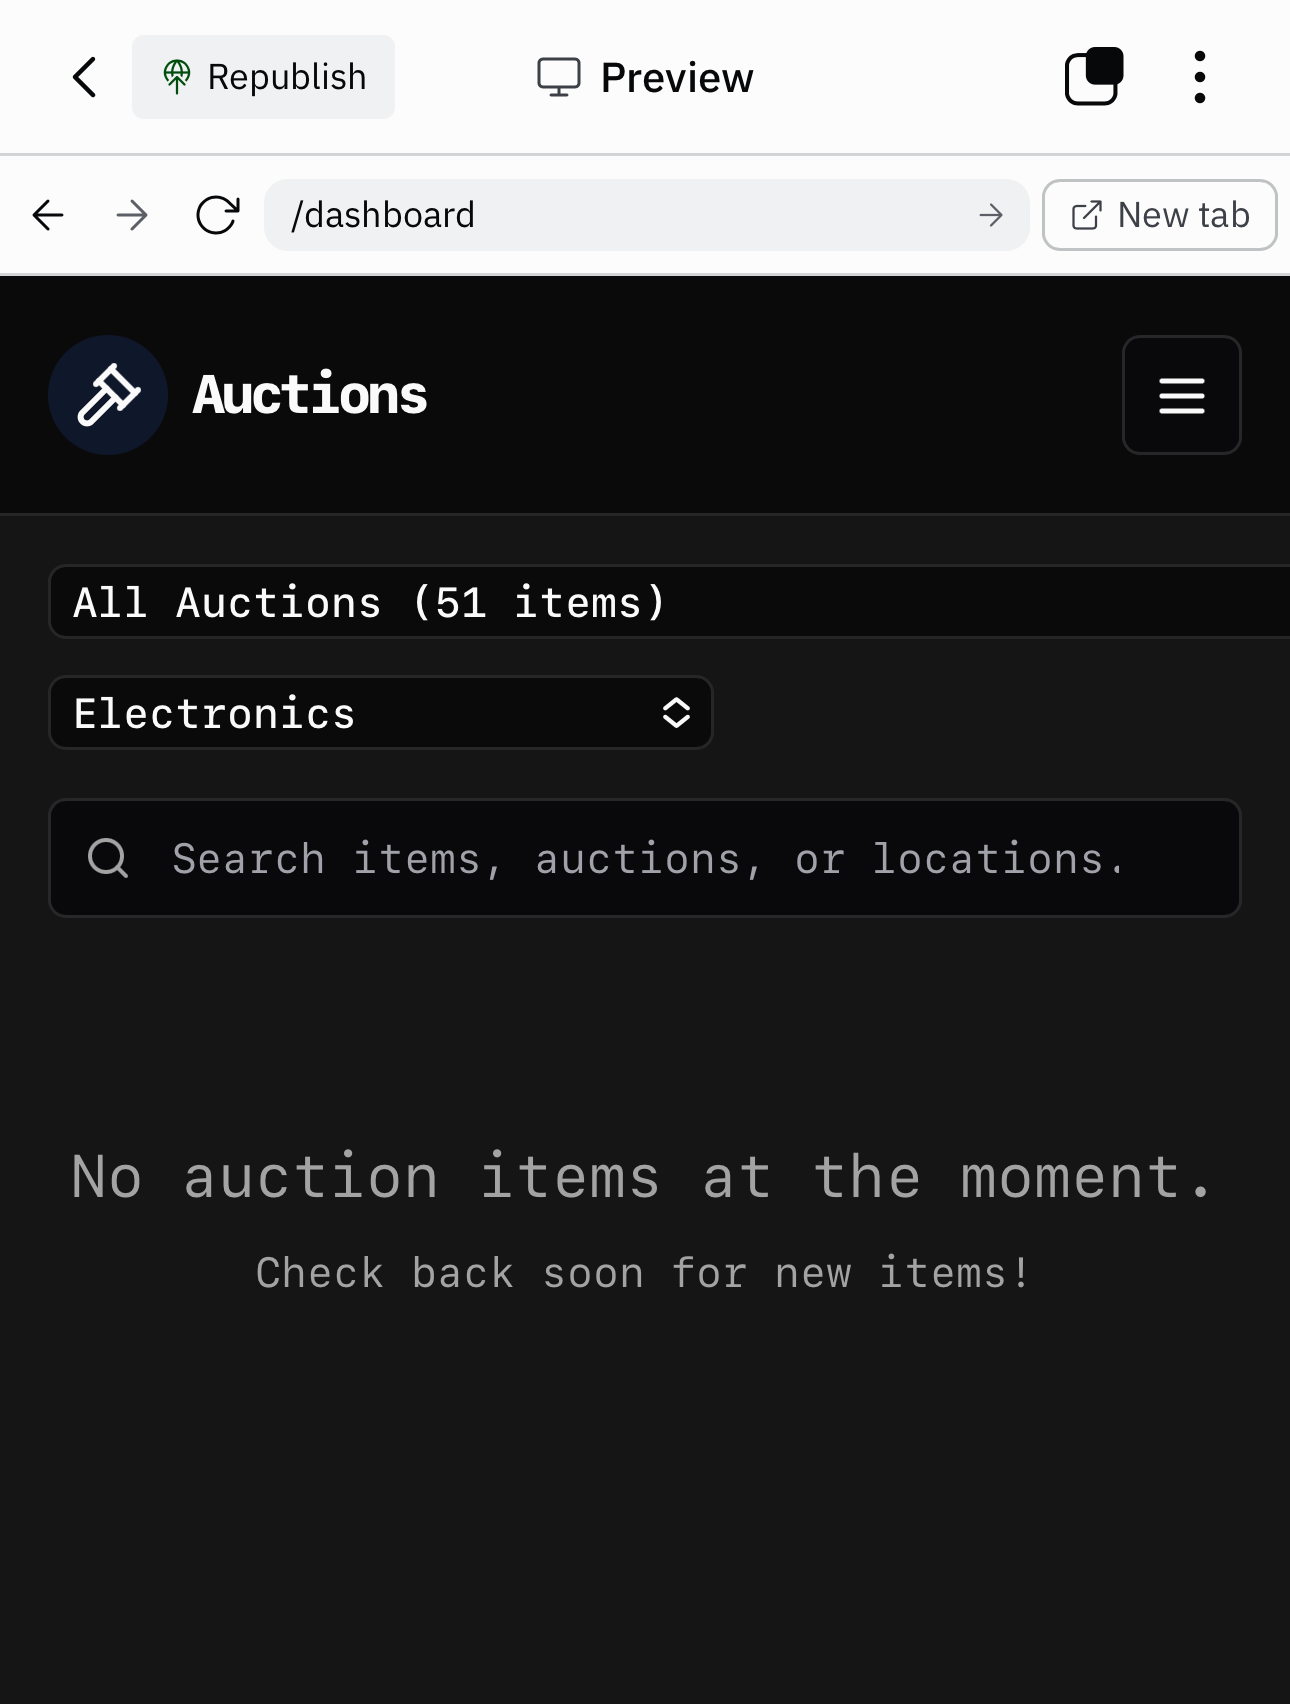 Republish
Preview
/dashboard
New tab
Auctions
All Auctions (51 items)
Electronics
Search items, auctions, or locations.
No auction items at the moment.
Check back soon for new items!